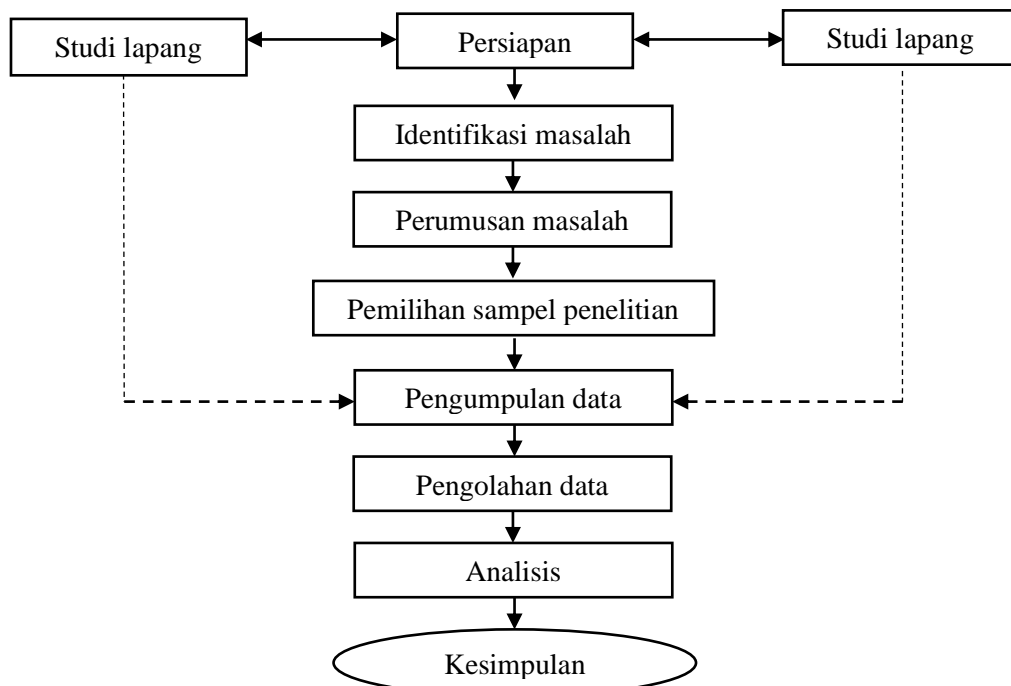 Studi lapang
Persiapan
Studi lapang
Identifikasi masalah
Perumusan masalah
Pemilihan sampel penelitian
Pengumpulan data
Pengolahan data
Analisis
Kesimpulan